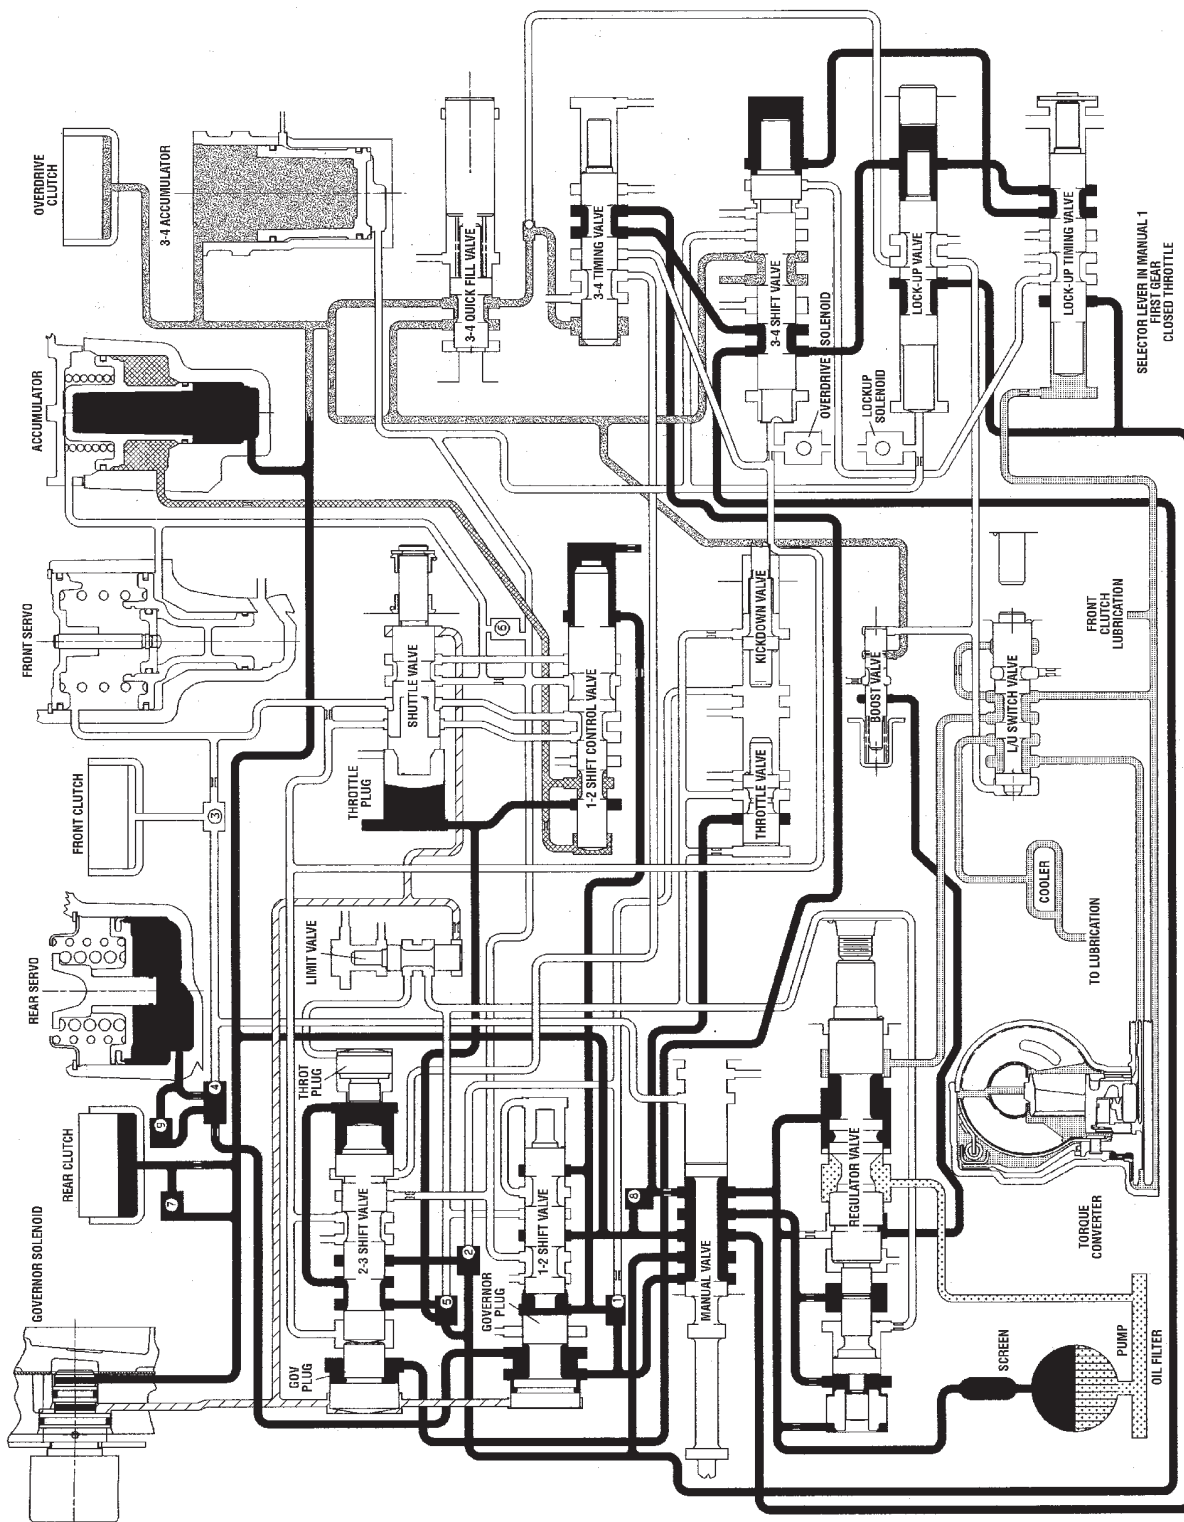 OVERDRIVE
CLUTCH
3-4 ACCUMULATOR
3-4 QUICK FILL VALVE
3-4 TIMING VALVE
3-4 SHIFT VALVE
OVERDRIVE SOLENOID
LOCKUP
SOLENOID
LOCK-UP VALVE
LOCK-UP TIMING VALVE
SELECTOR LEVER IN MANUAL 1
FIRST GEAR
CLOSED THROTTLE
ACCUMULATOR
FRONT SERVO
SHUTTLE VALVE
6
THROTTLE
PLUG
1-2 SHIFT CONTROL VALVE
KICKDOWN VALVE
THROTTLE VALVE
BOOST VALVE
L/U SWITCH VALVE
FRONT
CLUTCH
LUBRICATION
FRONT CLUTCH
3
COOLER
TO LUBRICATION
REAR SERVO
LIMIT VALVE
4
9
REAR CLUTCH
7
THROT
PLUG
2-3 SHIFT VALVE
GOV
PLUG
5
2
1-2 SHIFT VALVE
GOVERNOR
PLUG
8
1
MANUAL VALVE
REGULATOR VALVE
TORQUE
CONVERTER
GOVERNOR SOLENOID
SCREEN
PUMP
OIL FILTER